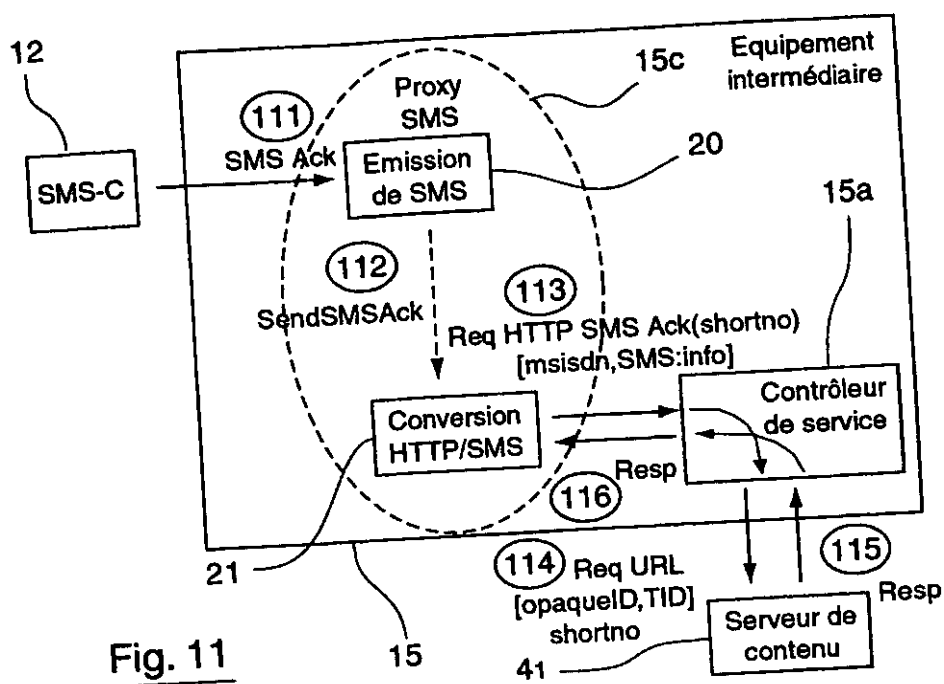 12
Equipement
intermédiaire
15c
Proxy
SMS
111
SMS Ack
20
SMS-C
Emission
de SMS
15a
112
SendSMSAck
113
Req HTTP SMS Ack(shortno)
[msisdn,SMS:info]
Contrôleur
de service
Conversion
HTTP/SMS
Resp
116
21
114
Req URL
[opaqueID,TID]
shortno
115
Resp
15
Serveur de
contenu
41
Fig. 11